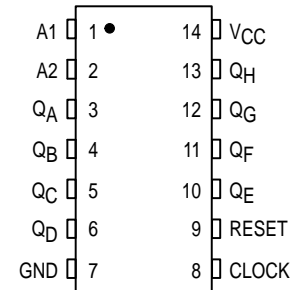 A1 1 14 VCC
A2 2 13 QH
QA 3 12 QG
QB 4 11 QF
QC 5 10 QE
QD 6 9 RESET
GND 7 8 CLOCK